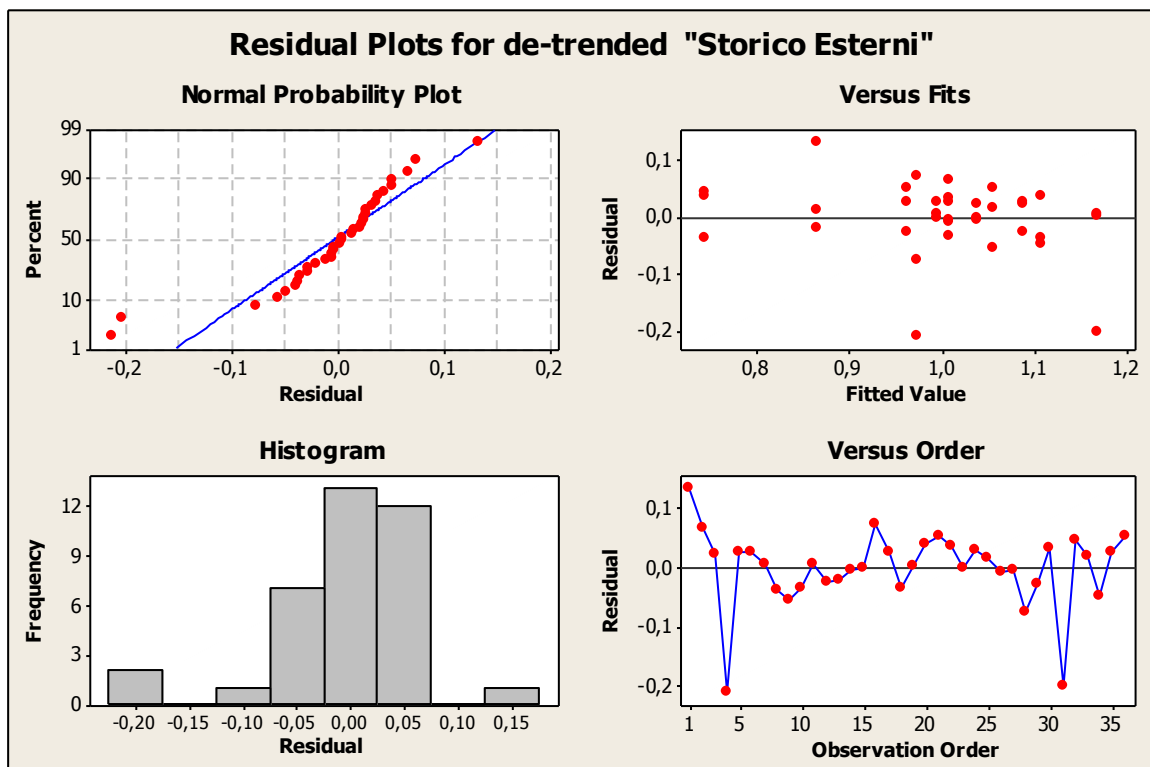 Residual Plots for de-trended "Storico Esterni"
Normal Probability Plot
99
90
50
10
1
Percent
-0,2 -0,1 0,0 0,1 0,2
Residual
Versus Fits
0,1
0,0
-0,1
-0,2
Residual
0,8 0,9 1,0 1,1 1,2
Fitted Value
Histogram
12
9
6
3
0
Frequency
-0,20 -0,15 -0,10 -0,05 0,00 0,05 0,10 0,15
Residual
Versus Order
0,1
0,0
-0,1
-0,2
Residual
1 5 10 15 20 25 30 35
Observation Order